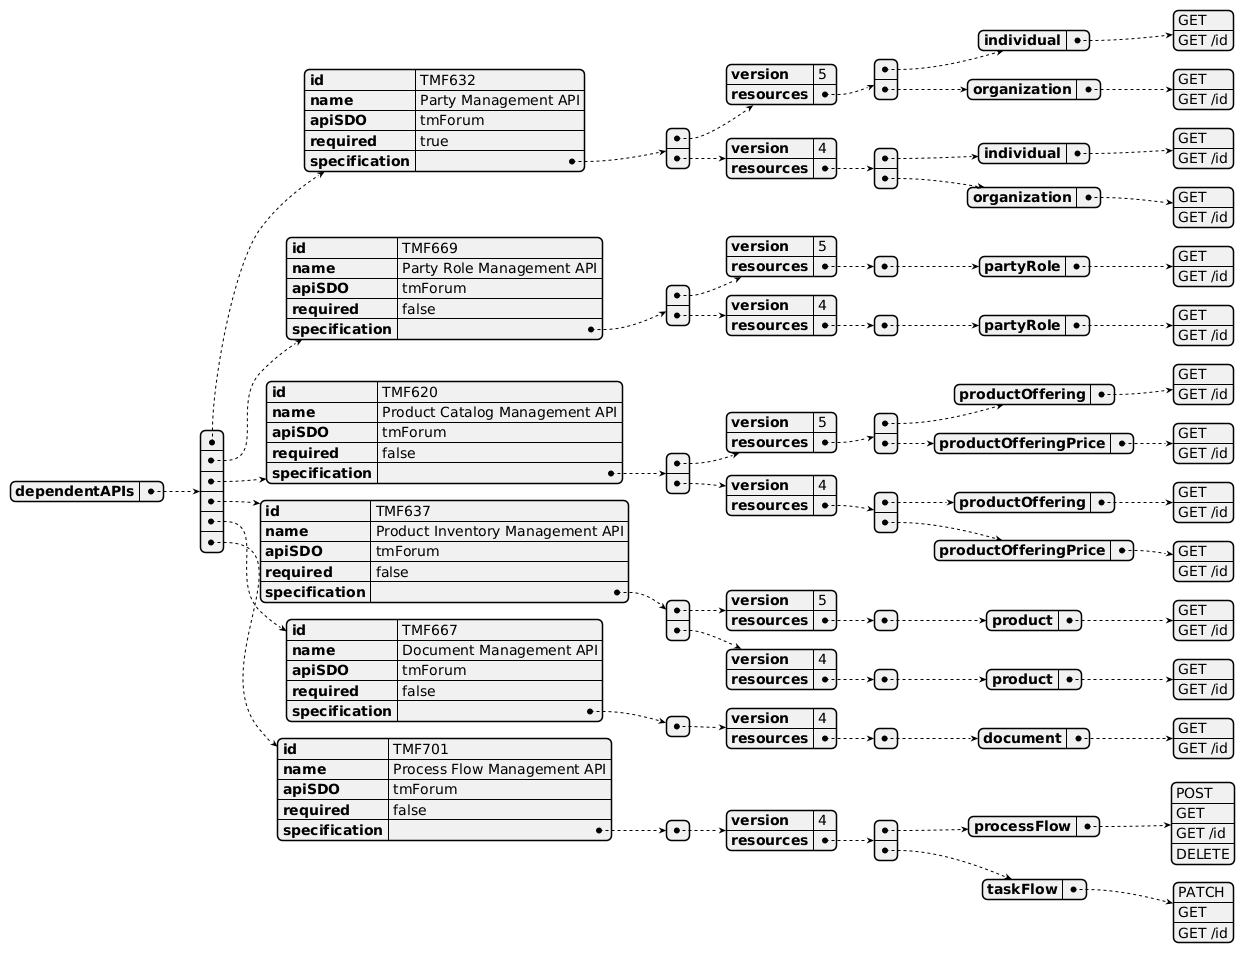 dependentAPIs
id TMF632
name Party Management API
apiSDO tmForum
required true
specification
version 5
resources
individual
GET
GET /id
organization
GET
GET /id
version 4
resources
individual
GET
GET /id
organization
GET
GET /id
id TMF669
name Party Role Management API
apiSDO tmForum
required false
specification
version 5
resources
partyRole
GET
GET /id
version 4
resources
partyRole
GET
GET /id
id TMF620
name Product Catalog Management API
apiSDO tmForum
required false
specification
version 5
resources
productOffering
GET
GET /id
productOfferingPrice
GET
GET /id
version 4
resources
productOffering
GET
GET /id
productOfferingPrice
GET
GET /id
id TMF637
name Product Inventory Management API
apiSDO tmForum
required false
specification
version 5
resources
product
GET
GET /id
version 4
resources
product
GET
GET /id
id TMF667
name Document Management API
apiSDO tmForum
required false
specification
version 4
resources
document
GET
GET /id
id TMF701
name Process Flow Management API
apiSDO tmForum
required false
specification
version 4
resources
processFlow
POST
GET
GET /id
DELETE
taskFlow
PATCH
GET
GET /id